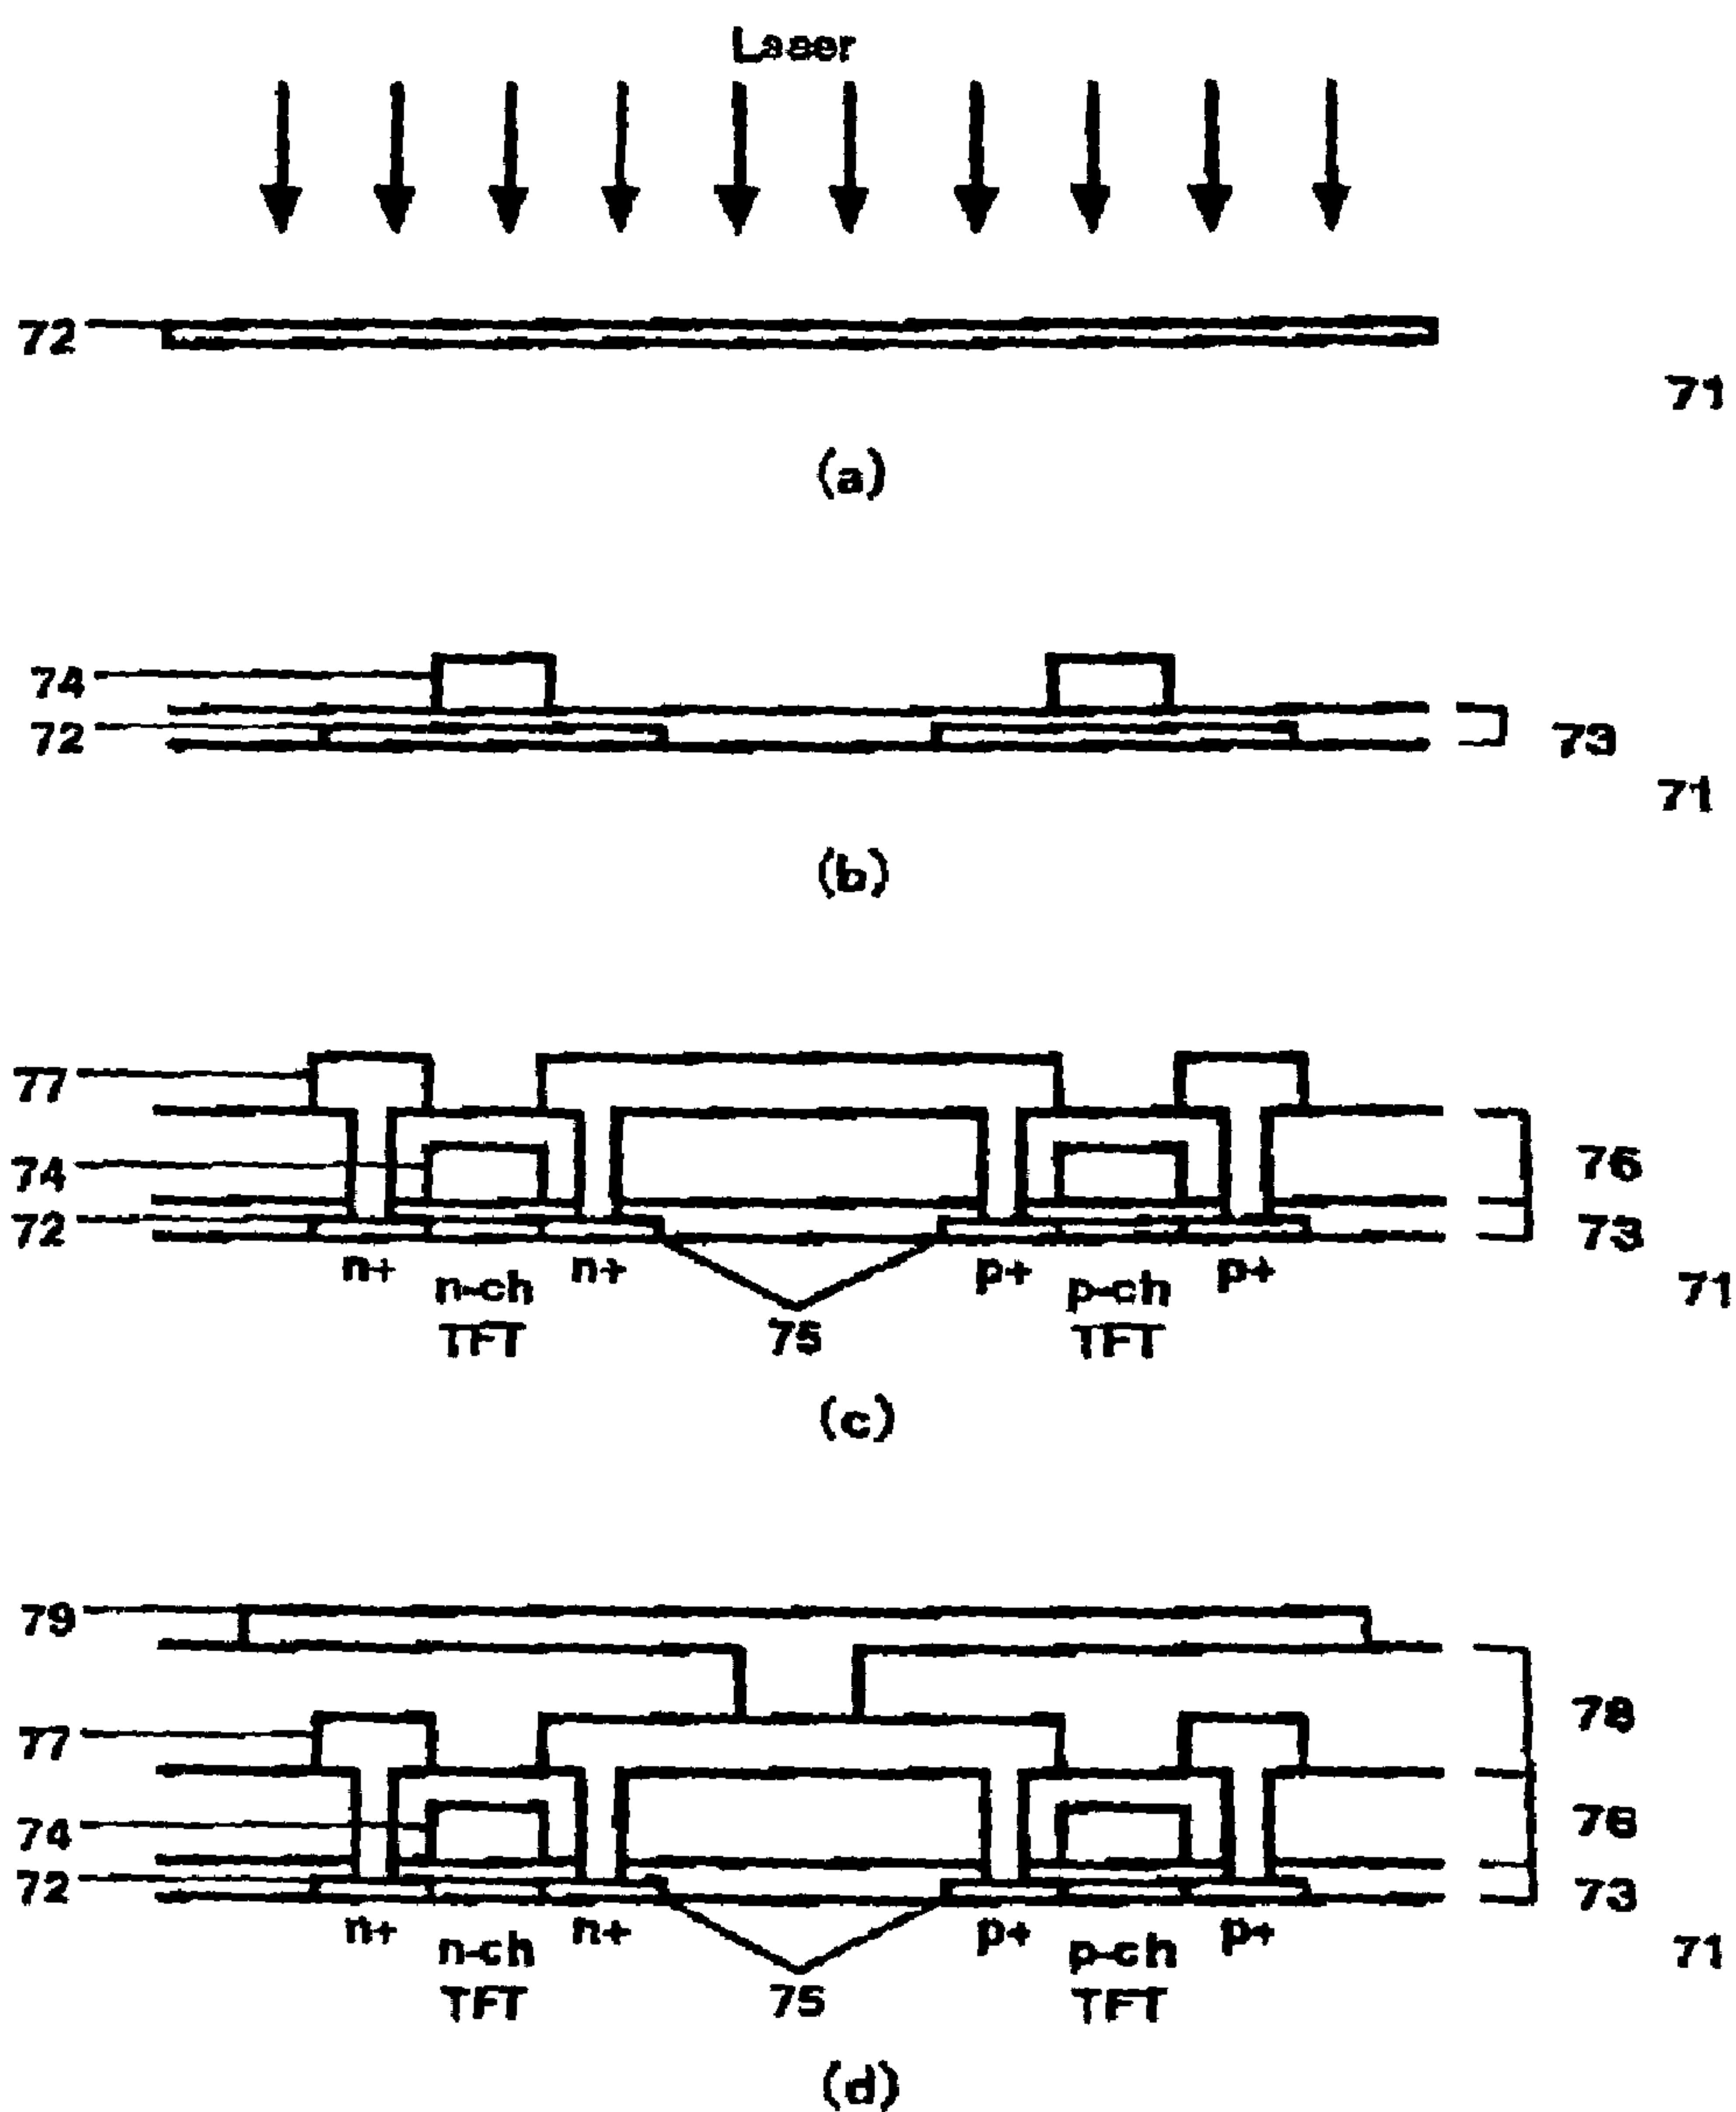 Laser
72
71
(a)
74
72
73
71
(b)
77
74
76
72
73
n+ n-ch n+ p+ p-ch p+
71
TFT 75 TFT
(c)
79
78
77
74
76
72
73
n+ n-ch n+ p+ p-ch p+
71
TFT 75 TFT
(d)